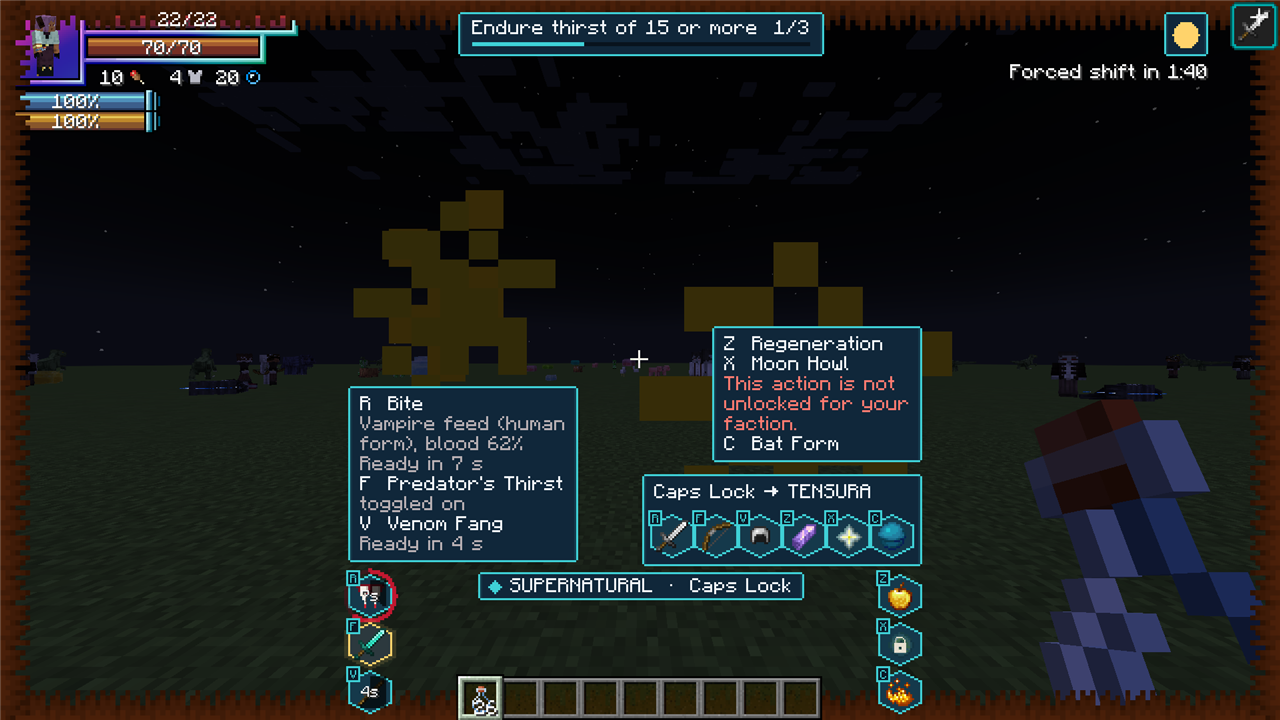 22/22
70/70
10 4 20
100%
100%
Endure thirst of 15 or more 1/3
Forced shift in 1:40
R Bite
Vampire feed (human
form), blood 62%
Ready in 7 s
F Predator's Thirst
toggled on
V Venom Fang
Ready in 4 s
Z Regeneration
X Moon Howl
This action is not
unlocked for your
faction.
C Bat Form
Caps Lock → TENSURA
R F V Z X C
◆ SUPERNATURAL · Caps Lock
R
F
V
4s
Z
X
C
26